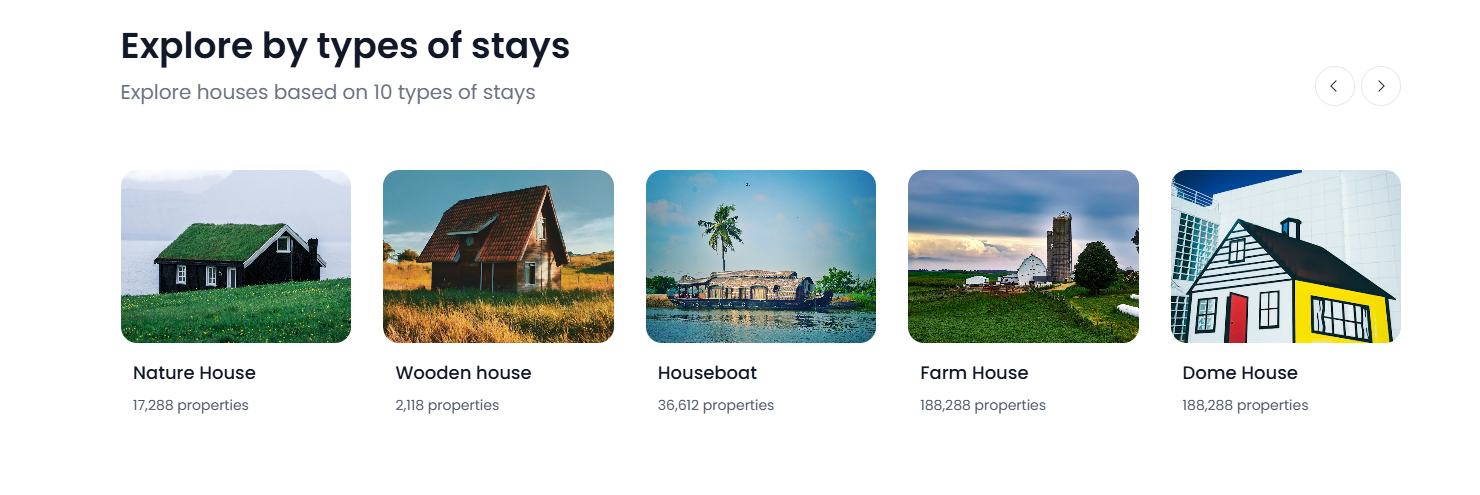 Explore by types of stays
Explore houses based on 10 types of stays
Nature House
17,288 properties
Wooden house
2,118 properties
Houseboat
36,612 properties
Farm House
188,288 properties
Dome House
188,288 properties